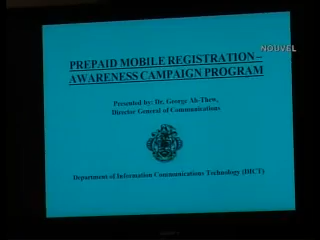 NOUVEL
PREPAID MOBILE REGISTRATION –
AWARENESS CAMPAIGN PROGRAM
Presented by: Dr. George Ah-Thew,
Director General of Communications
Department of Information Communications Technology (DICT)